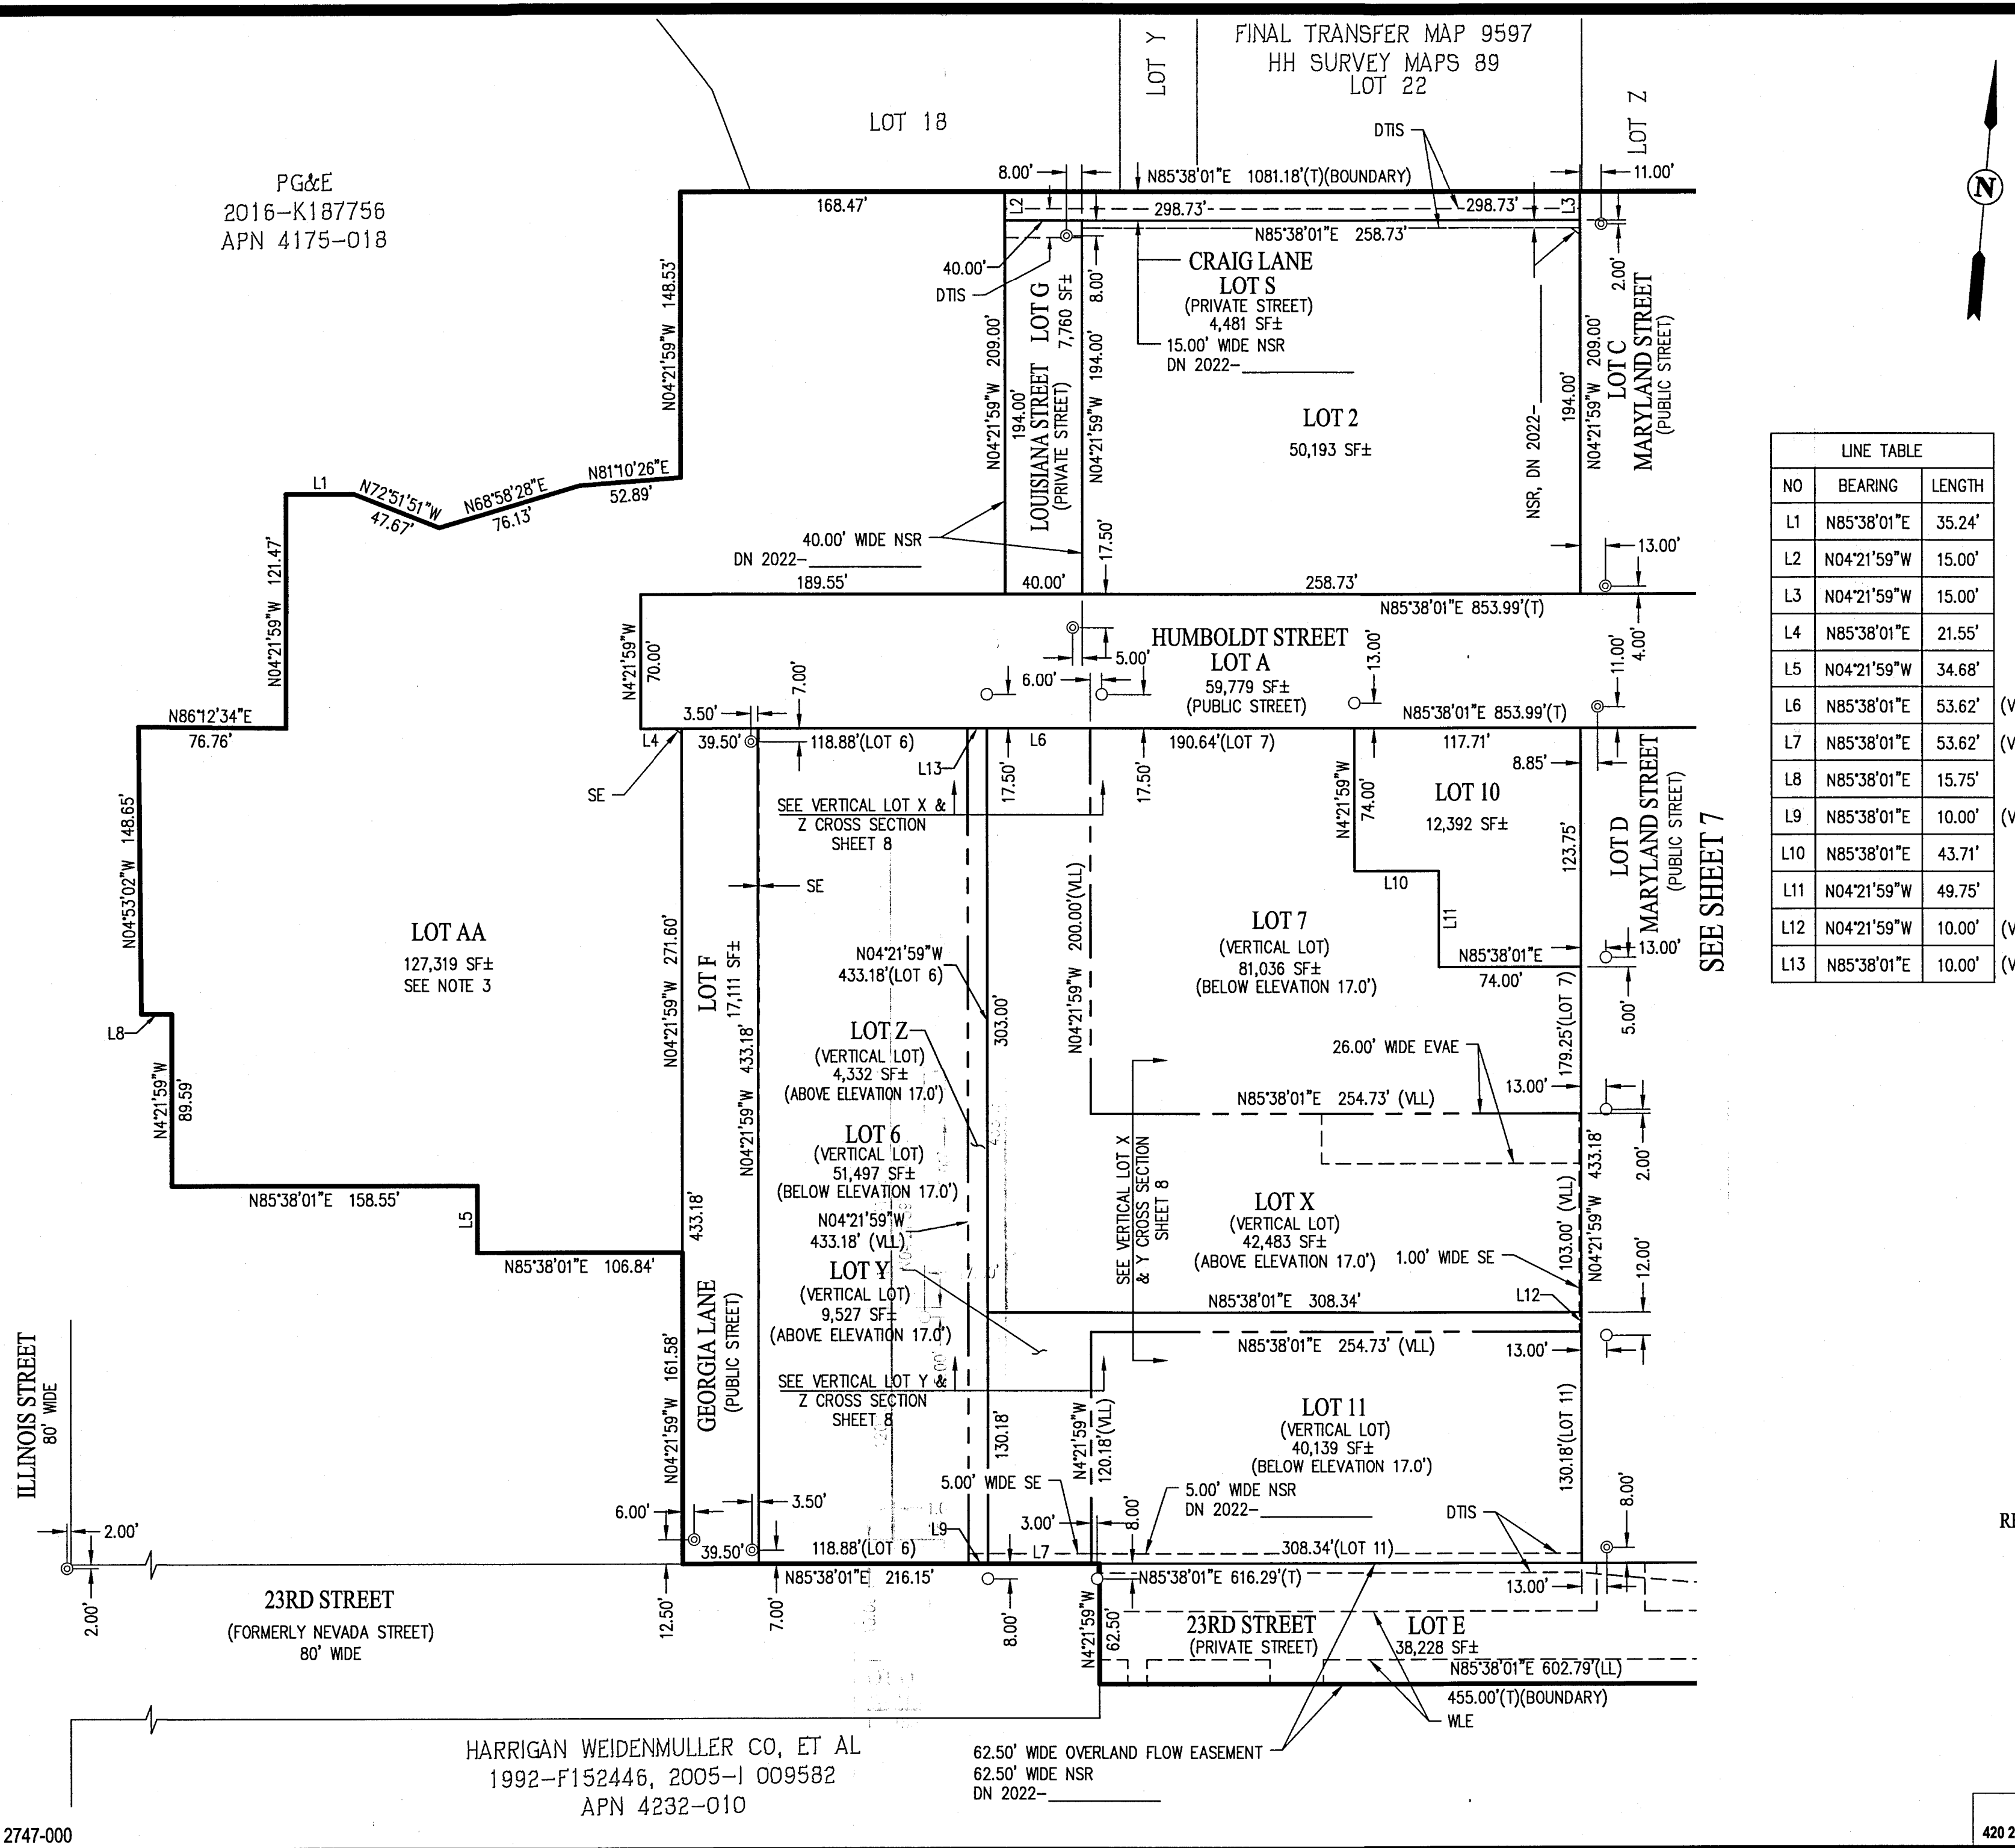 FINAL TRANSFER MAP 9597
HH SURVEY MAPS 89
LOT 22
LOT Y
LOT Z
LOT 18
PG&E
2016-K187756
APN 4175-018
DTIS
8.00'
N85°38'01"E 1081.18'(T)(BOUNDARY)
11.00'
168.47'
L2
298.73'
298.73'
L3
N85°38'01"E 258.73'
2.00'
N
CRAIG LANE
LOT S
(PRIVATE STREET)
4,481 SF±
15.00' WIDE NSR
DN 2022-
40.00'
DTIS
8.00'
N04°21'59"W 148.53'
N04°21'59"W 209.00'
194.00'
LOUISIANA STREET LOT G
(PRIVATE STREET) 7,760 SF±
N04°21'59"W 194.00'
LOT 2
50,193 SF±
NSR, DN 2022-
194.00'
N04°21'59"W 209.00'
LOT C
MARYLAND STREET
(PUBLIC STREET)
L1
N72°51'51"W
47.67'
N68°58'28"E
76.13'
N81°10'26"E
52.89'
N04°21'59"W 121.47'
40.00' WIDE NSR
DN 2022-
17.50'
13.00'
189.55'
40.00'
258.73'
N85°38'01"E 853.99'(T)
4.00'
N4°21'59"W
70.00'
HUMBOLDT STREET
LOT A
59,779 SF±
(PUBLIC STREET)
5.00'
6.00'
13.00'
11.00'
7.00'
3.50'
N85°38'01"E 853.99'(T)
N86°12'34"E
76.76'
L4
39.50'
118.88'(LOT 6)
L13
L6
190.64'(LOT 7)
117.71'
8.85'
SE
17.50'
17.50'
SEE VERTICAL LOT X &
Z CROSS SECTION
SHEET 8
N4°21'59"W
74.00'
LOT 10
12,392 SF±
123.75'
LOT D
MARYLAND STREET
(PUBLIC STREET)
SEE SHEET 7
SE
L10
L11
N04°53'02"W 148.65'
LOT AA
127,319 SF±
SEE NOTE 3
N04°21'59"W 271.60'
LOT F
17,111 SF±
N04°21'59"W 433.18'
N04°21'59"W
433.18'(LOT 6)
303.00'
N04°21'59"W 200.00'(VLL)
LOT 7
(VERTICAL LOT)
81,036 SF±
(BELOW ELEVATION 17.0')
N85°38'01"E
74.00'
13.00'
5.00'
179.25'(LOT 7)
L8
LOT Z
(VERTICAL LOT)
4,332 SF±
(ABOVE ELEVATION 17.0')
26.00' WIDE EVAE
13.00'
N85°38'01"E 254.73' (VLL)
N4°21'59"W
89.59'
LOT 6
(VERTICAL LOT)
51,497 SF±
(BELOW ELEVATION 17.0')
N04°21'59"W
433.18' (VLL)
SEE VERTICAL LOT X
& Y CROSS SECTION
SHEET 8
2.00'
N85°38'01"E 158.55'
L5
433.18'
LOT X
(VERTICAL LOT)
42,483 SF±
(ABOVE ELEVATION 17.0')
1.00' WIDE SE
103.00' (VLL)
N04°21'59"W 433.18'
N85°38'01"E 106.84'
LOT Y
(VERTICAL LOT)
9,527 SF±
(ABOVE ELEVATION 17.0')
12.00'
L12
N85°38'01"E 308.34'
N85°38'01"E 254.73' (VLL)
13.00'
ILLINOIS STREET
80' WIDE
N04°21'59"W 161.58'
GEORGIA LANE
(PUBLIC STREET)
SEE VERTICAL LOT Y &
Z CROSS SECTION
SHEET 8
130.18'
N4°21'59"W
120.18'(VLL)
LOT 11
(VERTICAL LOT)
40,139 SF±
(BELOW ELEVATION 17.0')
130.18'(LOT 11)
5.00' WIDE SE
5.00' WIDE NSR
DN 2022-
DTIS
8.00'
6.00'
3.50'
3.00'
8.00'
L9
2.00'
39.50'
118.88'(LOT 6)
L7
308.34'(LOT 11)
N85°38'01"E 216.15'
N85°38'01"E 616.29'(T)
13.00'
2.00'
23RD STREET
(FORMERLY NEVADA STREET)
80' WIDE
12.50'
7.00'
8.00'
N4°21'59"W
62.50'
23RD STREET
(PRIVATE STREET)
LOT E
38,228 SF±
N85°38'01"E 602.79'(LL)
455.00'(T)(BOUNDARY)
WLE
HARRIGAN WEIDENMULLER CO, ET AL
1992-F152446, 2005-I 009582
APN 4232-010
62.50' WIDE OVERLAND FLOW EASEMENT
62.50' WIDE NSR
DN 2022-
2747-000
LINE TABLE
NO BEARING LENGTH
L1 N85°38'01"E 35.24'
L2 N04°21'59"W 15.00'
L3 N04°21'59"W 15.00'
L4 N85°38'01"E 21.55'
L5 N04°21'59"W 34.68'
L6 N85°38'01"E 53.62' (V
L7 N85°38'01"E 53.62' (V
L8 N85°38'01"E 15.75'
L9 N85°38'01"E 10.00' (V
L10 N85°38'01"E 43.71'
L11 N04°21'59"W 49.75'
L12 N04°21'59"W 10.00' (V
L13 N85°38'01"E 10.00' (V
420 2